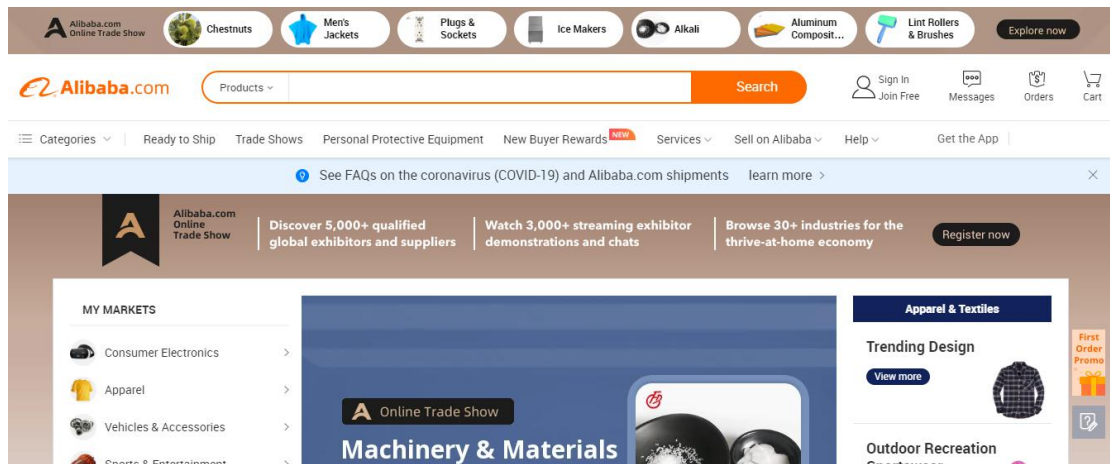 Alibaba.com
Online Trade Show
Chestnuts
Men's
Jackets
Plugs &
Sockets
Ice Makers
Alkali
Aluminum
Composit...
Lint Rollers
& Brushes
Explore now
Alibaba.com
Products
Search
Sign In
Join Free
Messages
Orders
Cart
Categories
Ready to Ship
Trade Shows
Personal Protective Equipment
New Buyer Rewards NEW
Services
Sell on Alibaba
Help
Get the App
See FAQs on the coronavirus (COVID-19) and Alibaba.com shipments learn more >
Alibaba.com
Online
Trade Show
Discover 5,000+ qualified
global exhibitors and suppliers
Watch 3,000+ streaming exhibitor
demonstrations and chats
Browse 30+ industries for the
thrive-at-home economy
Register now
MY MARKETS
Consumer Electronics
Apparel
Vehicles & Accessories
Sports & Entertainment
Online Trade Show
Machinery & Materials
Apparel & Textiles
Trending Design
View more
Outdoor Recreation
Sportswear
First
Order
Promo